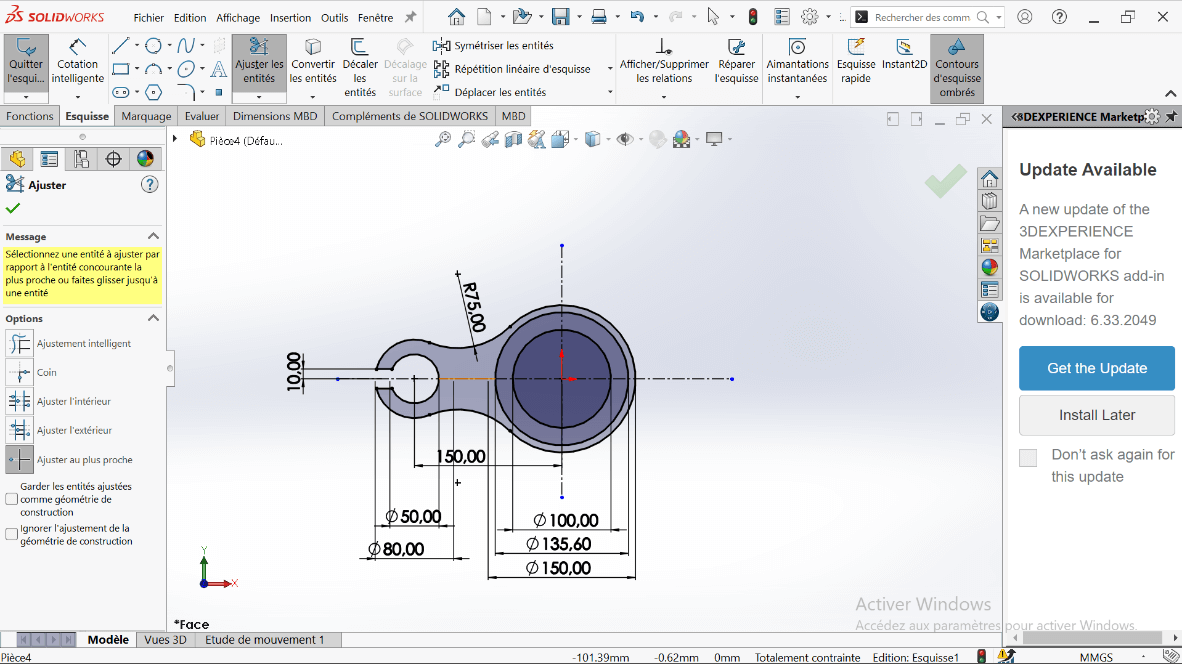 SOLIDWORKS
Fichier Edition Affichage Insertion Outils Fenêtre
Rechercher des comm
Quitter l'esqui...
Cotation intelligente
Ajuster les entités
Convertir les entités
Décaler les entités
Décalage sur la surface
Symétriser les entités
Répétition linéaire d'esquisse
Déplacer les entités
Afficher/Supprimer les relations
Réparer l'esquisse
Aimantations instantanées
Esquisse rapide
Instant2D
Contours d'esquisse ombrés
Fonctions Esquisse Marquage Evaluer Dimensions MBD Compléments de SOLIDWORKS MBD
Pièce4 (Défau...
Ajuster
Message
Sélectionnez une entité à ajuster par
rapport à l'entité concourante la
plus proche ou faites glisser jusqu'à
une entité
Options
Ajustement intelligent
Coin
Ajuster l'intérieur
Ajuster l'extérieur
Ajuster au plus proche
Garder les entités ajustées
comme géométrie de
construction
Ignorer l'ajustement de la
géométrie de construction
R75,00
10,00
150,00
∅50,00
∅80,00
∅100,00
∅135,60
∅150,00
Y
X
*Face
3DEXPERIENCE Marketp
Update Available
A new update of the
3DEXPERIENCE
Marketplace for
SOLIDWORKS add-in
is available for
download: 6.33.2049
Get the Update
Install Later
Don't ask again for
this update
Activer Windows
Accédez aux paramètres pour activer Windows.
Modèle Vues 3D Etude de mouvement 1
Pièce4 -101.39mm -0.62mm 0mm Totalement contrainte Edition: Esquisse1 MMGS